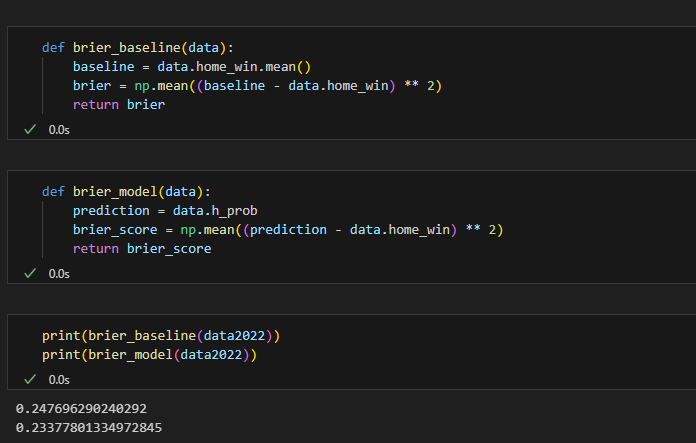 def brier_baseline(data):
    baseline = data.home_win.mean()
    brier = np.mean((baseline - data.home_win) ** 2)
    return brier
✓ 0.0s
def brier_model(data):
    prediction = data.h_prob
    brier_score = np.mean((prediction - data.home_win) ** 2)
    return brier_score
✓ 0.0s
print(brier_baseline(data2022))
print(brier_model(data2022))
✓ 0.0s
0.247696290240292
0.23377801334972845